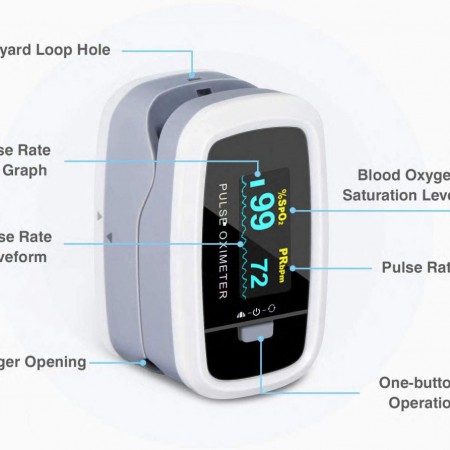 yard Loop Hole
se Rate
Graph
se Rate
veform
ger Opening
Blood Oxyge
Saturation Leve
Pulse Rat
One-butto
Operatio
PULSE OXIMETER
%SpO₂
99
PRbpm
72